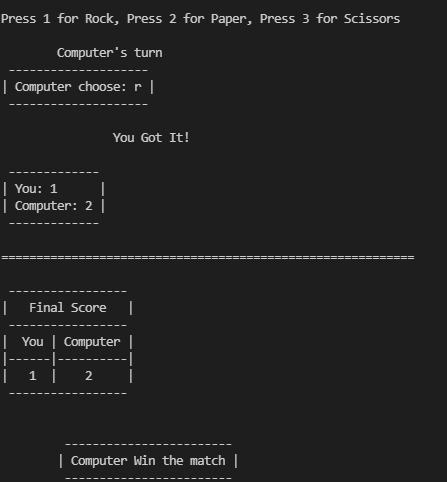 Press 1 for Rock, Press 2 for Paper, Press 3 for Scissors
Computer's turn
--------------------
| Computer choose: r |
--------------------
You Got It!
-------------
| You: 1      |
| Computer: 2 |
-------------
===========================================================
-----------------
|   Final Score   |
-----------------
|  You | Computer |
|------|----------|
|   1  |    2     |
-----------------
------------------------
| Computer Win the match |
------------------------